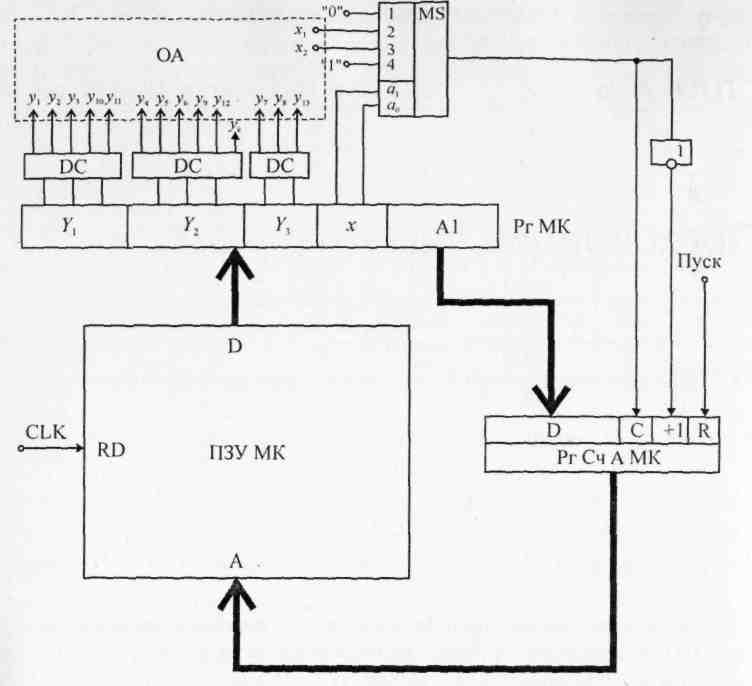 "0"
1
MS
x₁
2
x₂
3
"1"
4
ОА
a₁
a₀
y₁ y₂ y₃ y₁₀ y₁₁
y₄ y₅ y₆ y₉ y₁₂
y₇ y₈ y₁₃
DC
DC
DC
1
Y₁
Y₂
Y₃
x
A1
Рг МК
Пуск
D
CLK
RD
ПЗУ МК
D
C
+1
R
Рг Сч А МК
A